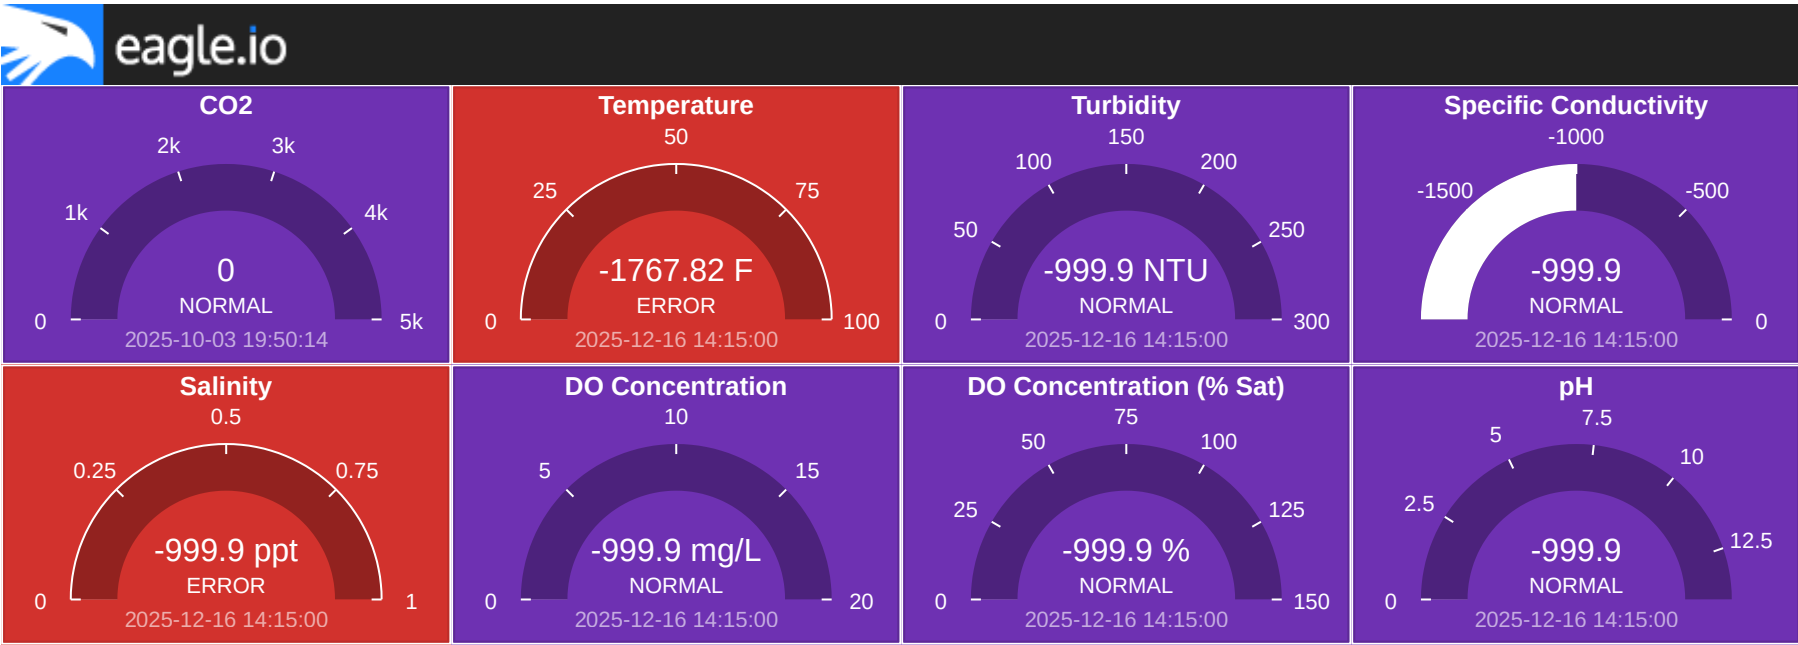 eagle.io
CO2
2k 3k
1k 4k
0
NORMAL
0 5k
2025-10-03 19:50:14
Temperature
50
25 75
-1767.82 F
ERROR
0 100
2025-12-16 14:15:00
Turbidity
150
100 200
50 250
-999.9 NTU
NORMAL
0 300
2025-12-16 14:15:00
Specific Conductivity
-1000
-1500 -500
-999.9
NORMAL
0
2025-12-16 14:15:00
Salinity
0.5
0.25 0.75
-999.9 ppt
ERROR
0 1
2025-12-16 14:15:00
DO Concentration
10
5 15
-999.9 mg/L
NORMAL
0 20
2025-12-16 14:15:00
DO Concentration (% Sat)
75
50 100
25 125
-999.9 %
NORMAL
0 150
2025-12-16 14:15:00
pH
7.5
5 10
2.5 12.5
-999.9
NORMAL
0
2025-12-16 14:15:00